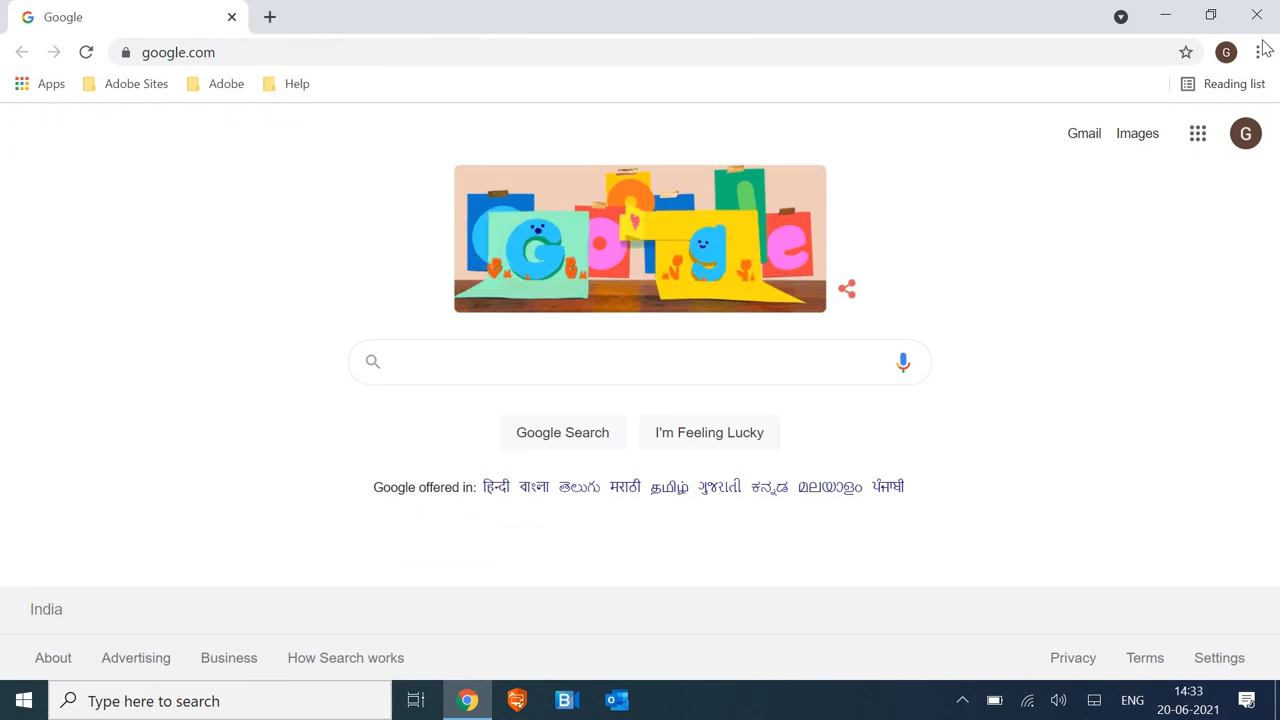 Google
google.com
G
Apps Adobe Sites Adobe Help Reading list
Gmail Images G
Google Search I'm Feeling Lucky
Google offered in: हिन्दी বাংলা తెలుగు मराठी தமிழ் ગુજરાતી ಕನ್ನಡ മലയാളം ਪੰਜਾਬੀ
India
About Advertising Business How Search works Privacy Terms Settings
Type here to search ENG 14:33
20-06-2021